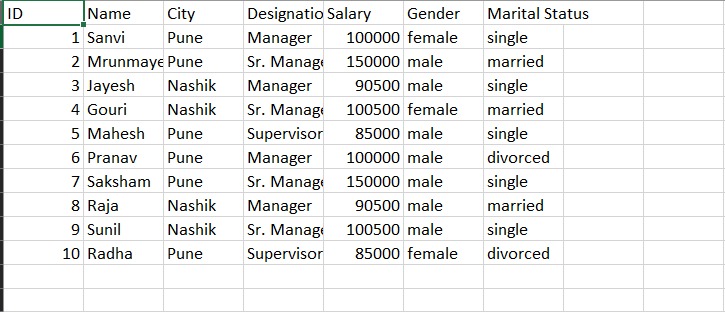 ID Name City Designatio Salary Gender Marital Status
1 Sanvi Pune Manager 100000 female single
2 Mrunmaye Pune Sr. Manage 150000 male married
3 Jayesh Nashik Manager 90500 male single
4 Gouri Nashik Sr. Manage 100500 female married
5 Mahesh Pune Supervisor 85000 male single
6 Pranav Pune Manager 100000 male divorced
7 Saksham Pune Sr. Manage 150000 male single
8 Raja Nashik Manager 90500 male married
9 Sunil Nashik Sr. Manage 100500 male single
10 Radha Pune Supervisor 85000 female divorced